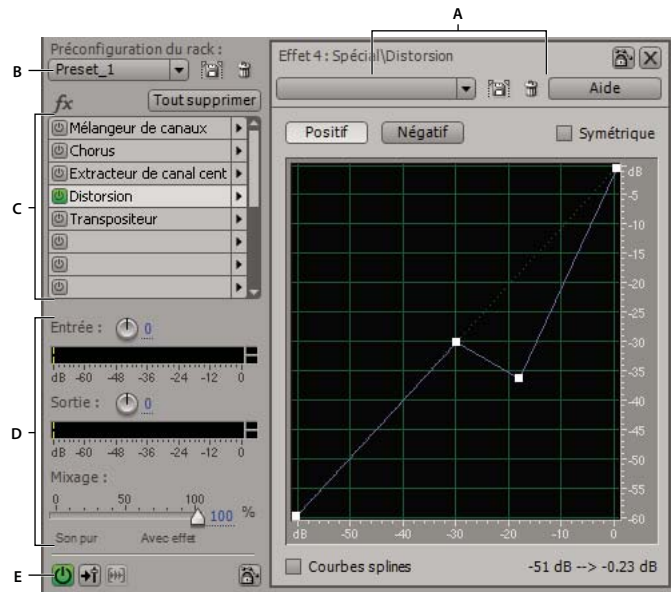 A
Préconfiguration du rack :
B
Preset_1
fx
Tout supprimer
C
Mélangeur de canaux
Chorus
Extracteur de canal cent
Distorsion
Transpositeur
D
Entrée : 0
dB -60 -48 -36 -24 -12 0
Sortie : 0
dB -60 -48 -36 -24 -12 0
Mixage :
0 50 100
100 %
Son pur Avec effet
E
Effet 4 : Spécial\Distorsion
Aide
Positif Négatif Symétrique
dB
-5
-10
-15
-20
-25
-30
-35
-40
-45
-50
-55
-60
dB -50 -40 -30 -20 -10 0
Courbes splines -51 dB --> -0.23 dB